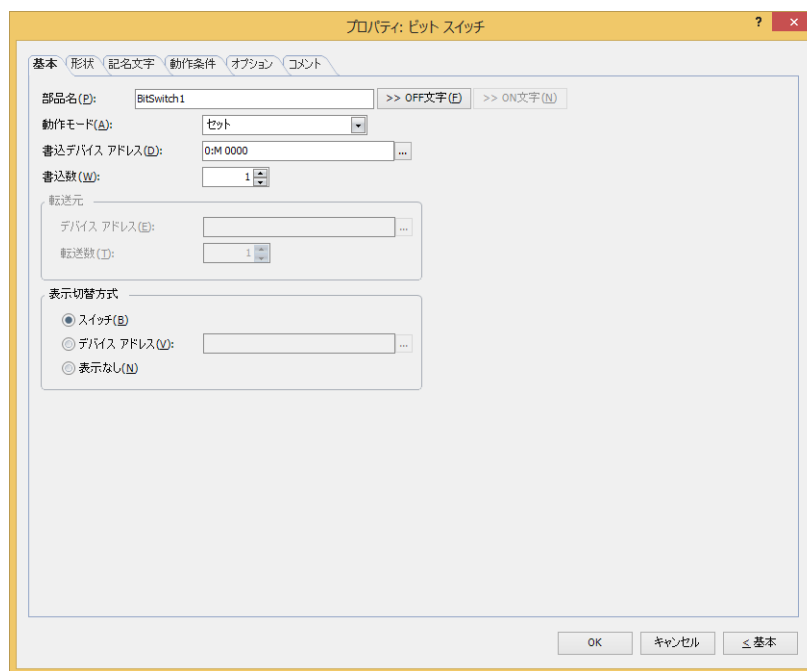 プロパティ: ビット スイッチ
?
×
基本 形状 記名文字 動作条件 オプション コメント
部品名(P): BitSwitch1 >> OFF文字(F) >> ON文字(N)
動作モード(A): セット
書込デバイス アドレス(D): 0:M 0000 ...
書込数(W): 1
転送元
デバイス アドレス(E): ...
転送数(T): 1
表示切替方式
スイッチ(B)
デバイス アドレス(V): ...
表示なし(N)
OK キャンセル < 基本